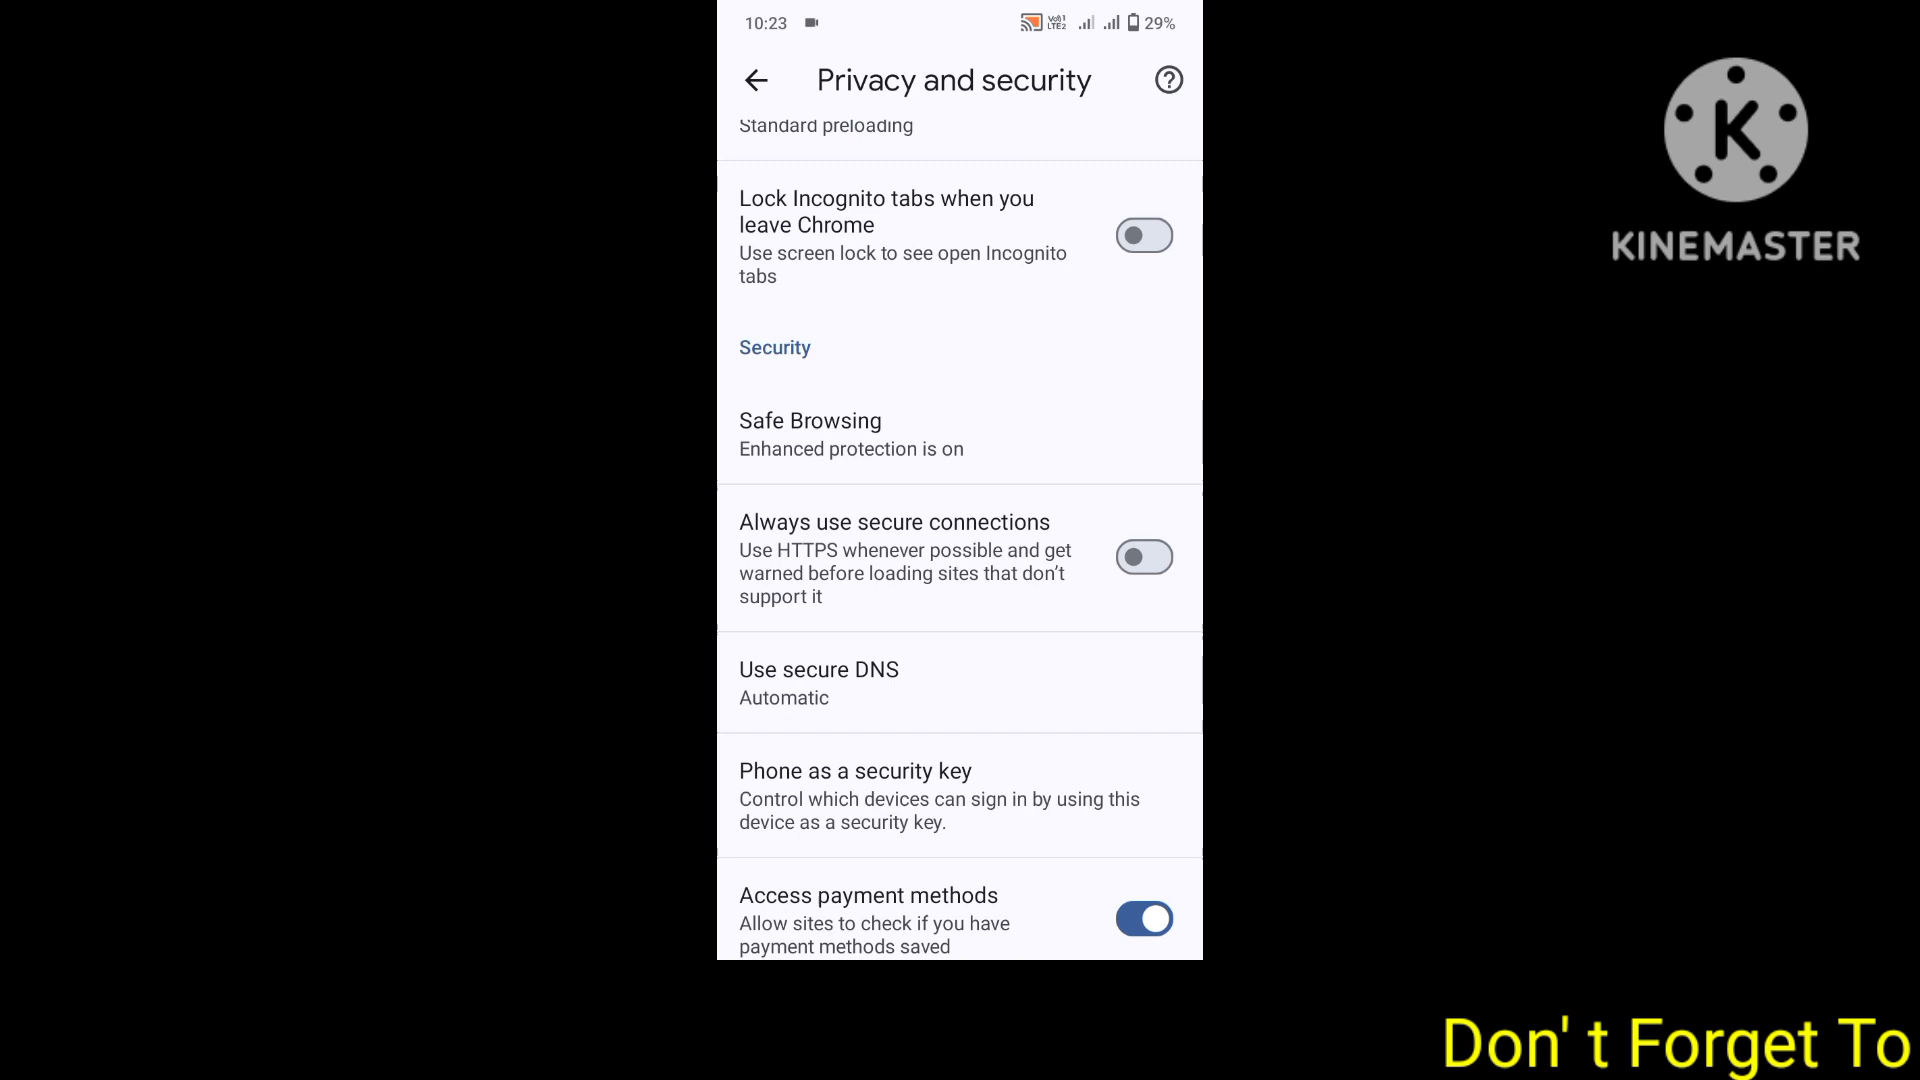 10:23
Vo) 1
LTE2
29%
Privacy and security
Standard preloading
Lock Incognito tabs when you
leave Chrome
Use screen lock to see open Incognito
tabs
Security
Safe Browsing
Enhanced protection is on
Always use secure connections
Use HTTPS whenever possible and get
warned before loading sites that don’t
support it
Use secure DNS
Automatic
Phone as a security key
Control which devices can sign in by using this
device as a security key.
Access payment methods
Allow sites to check if you have
payment methods saved
K
KINEMASTER
Don' t Forget To